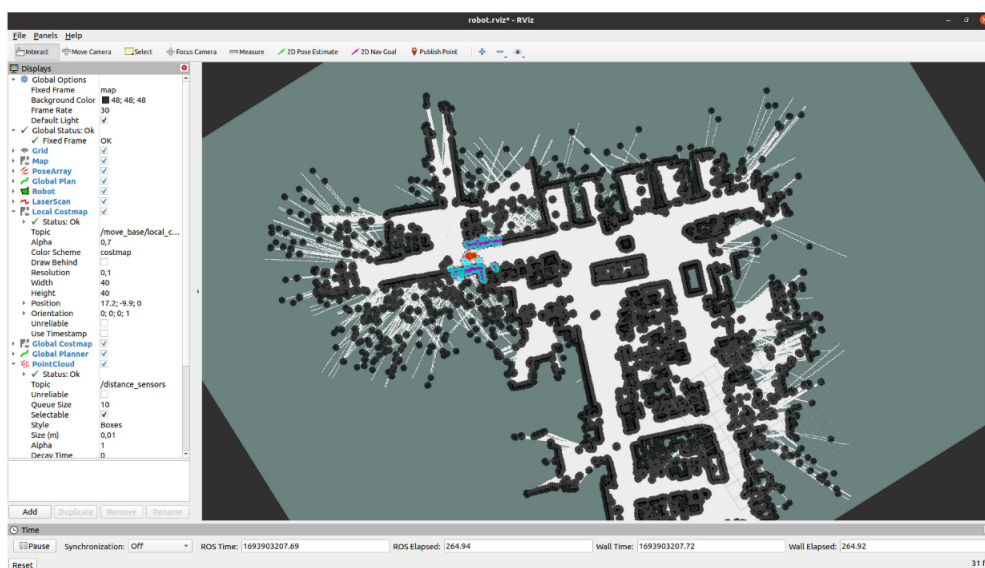 robot.rviz* - RViz
File Panels Help
Interact Move Camera Select Focus Camera Measure 2D Pose Estimate 2D Nav Goal Publish Point
Displays
Global Options
Fixed Frame map
Background Color 48; 48; 48
Frame Rate 30
Default Light
Global Status: Ok
Fixed Frame OK
Grid
Map
PoseArray
Global Plan
Robot
LaserScan
Local Costmap
Status: Ok
Topic /move_base/local_c...
Alpha 0,7
Color Scheme costmap
Draw Behind
Resolution 0,1
Width 40
Height 40
Position 17.2; -9.9; 0
Orientation 0; 0; 0; 1
Unreliable
Use Timestamp
Global Costmap
Global Planner
PointCloud
Status: Ok
Topic /distance_sensors
Unreliable
Queue Size 10
Selectable
Style Boxes
Size (m) 0,01
Alpha 1
Decay Time 0
Add Duplicate Remove Rename
Time
Pause Synchronization: Off ROS Time: 1693903207.69 ROS Elapsed: 264.94 Wall Time: 1693903207.72 Wall Elapsed: 264.92
Reset 31 f